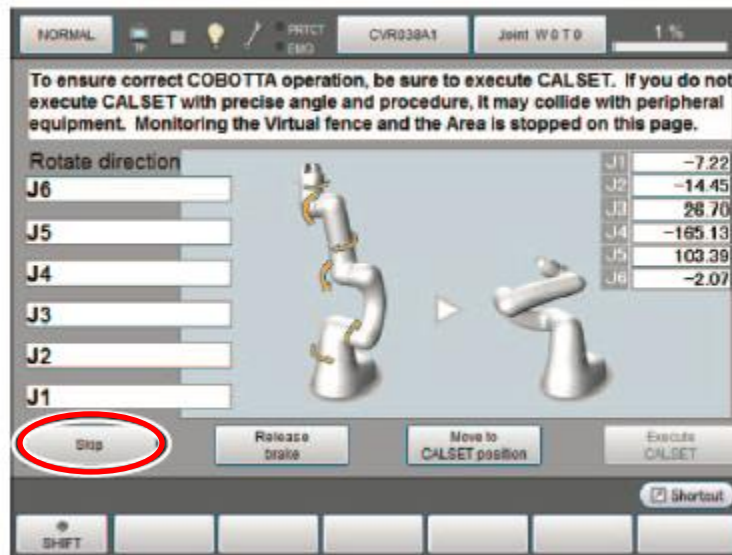 NORMAL
TP
PRTCT
EMG
CVR038A1
Joint W0T0
1 %
To ensure correct COBOTTA operation, be sure to execute CALSET. If you do not
execute CALSET with precise angle and procedure, it may collide with peripheral
equipment. Monitoring the Virtual fence and the Area is stopped on this page.
Rotate direction
J6
J5
J4
J3
J2
J1
J1 -7.22
J2 -14.45
J3 26.70
J4 -165.13
J5 103.39
J6 -2.07
Skip
Release
brake
Move to
CALSET position
Execute
CALSET
Shortcut
SHIFT